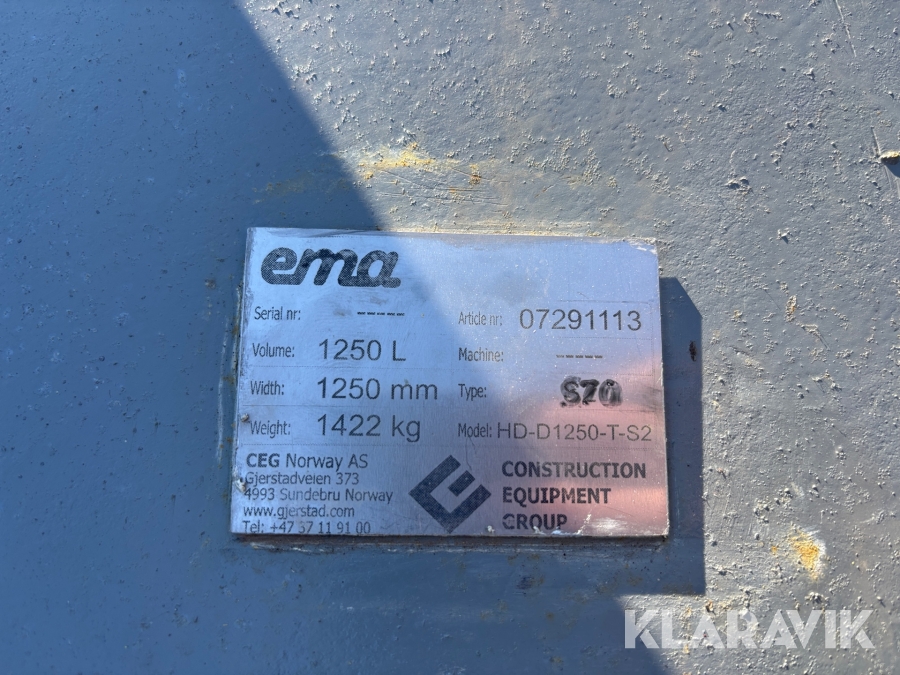 ema
Serial nr: -----
Article nr: 07291113
Volume: 1250 L
Machine: -----
Width: 1250 mm
Type:
Weight: 1422 kg
Model: HD-D1250-T-S2
CEG Norway AS
Gjerstadveien 373
4993 Sundebru Norway
www.gjerstad.com
Tel: +47 37 11 91 00
CONSTRUCTION
EQUIPMENT
GROUP
KLARAVIK